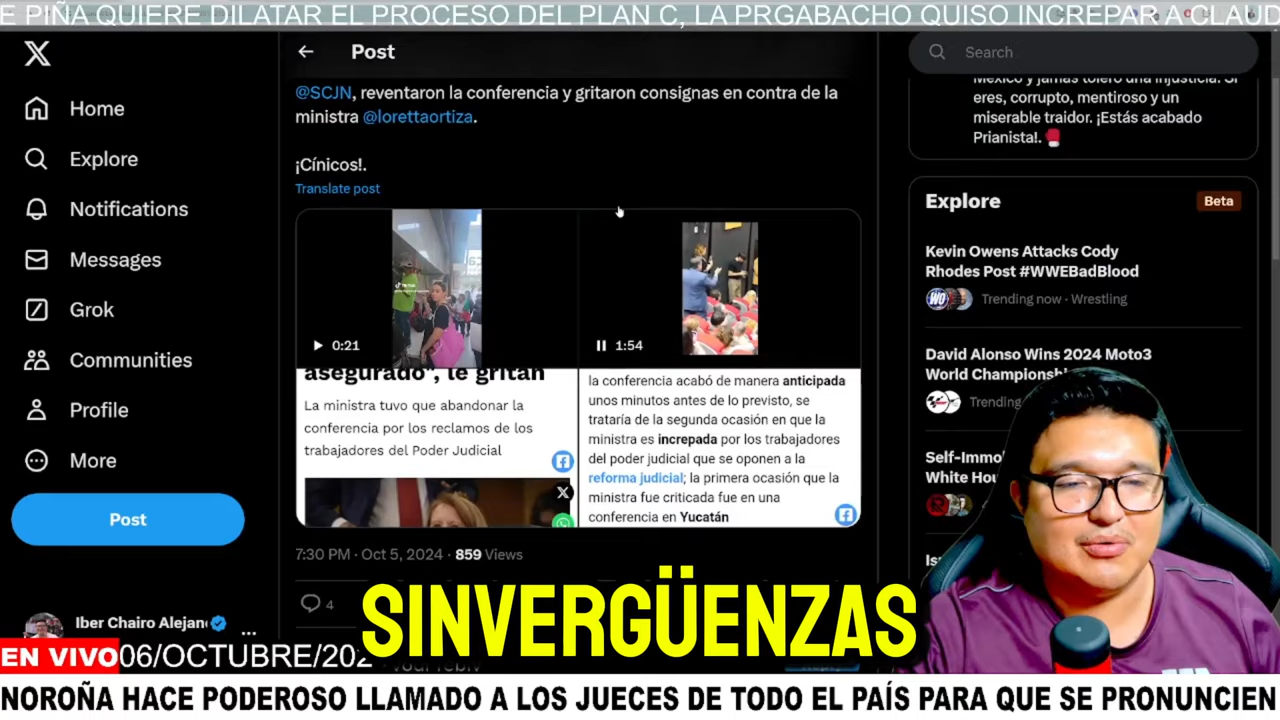 E PIÑA QUIERE DILATAR EL PROCESO DEL PLAN C, LA PRGABACHO QUISO INCREPAR A CLAUD
Post
Search
Home
Explore
Notifications
Messages
Grok
Communities
Profile
More
Post
Iber Chairo Alejan
@SCJN, reventaron la conferencia y gritaron consignas en contra de la
ministra @lorettaortiza.
¡Cínicos!.
Translate post
0:21
1:54
asegurado", le gritan
La ministra tuvo que abandonar la
conferencia por los reclamos de los
trabajadores del Poder Judicial
la conferencia acabó de manera anticipada
unos minutos antes de lo previsto, se
trataría de la segunda ocasión en que la
ministra es increpada por los trabajadores
del poder judicial que se oponen a la
reforma judicial; la primera ocasión que la
ministra fue criticada fue en una
conferencia en Yucatán
7:30 PM · Oct 5, 2024 · 859 Views
4
México y jamás tolero una injusticia. Si
eres, corrupto, mentiroso y un
miserable traidor. ¡Estás acabado
Prianista!.
Explore
Beta
Kevin Owens Attacks Cody
Rhodes Post #WWEBadBlood
Trending now · Wrestling
David Alonso Wins 2024 Moto3
World Championsh
Trending
Self-Immol
White Hou
SINVERGÜENZAS
EN VIVO 06/OCTUBRE/202
NOROÑA HACE PODEROSO LLAMADO A LOS JUECES DE TODO EL PAÍS PARA QUE SE PRONUNCIEN